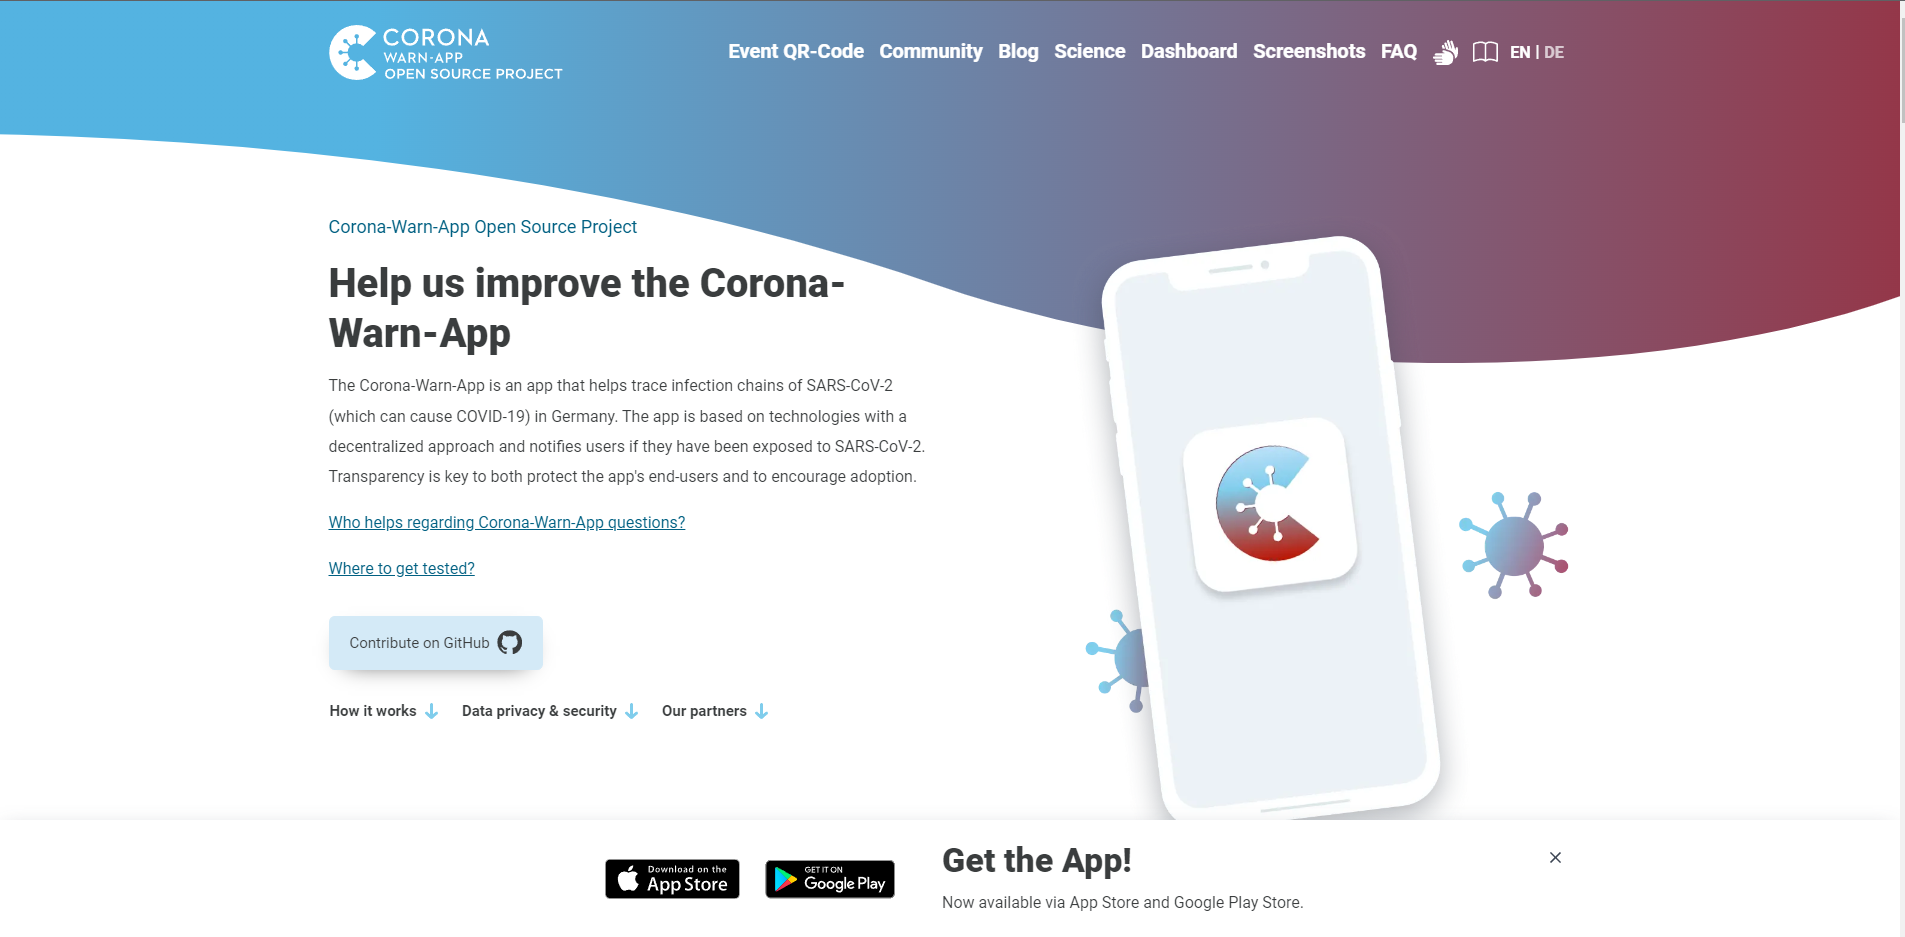 CORONA
WARN-APP
OPEN SOURCE PROJECT
Event QR-Code Community Blog Science Dashboard Screenshots FAQ EN | DE
Corona-Warn-App Open Source Project
Help us improve the Corona-
Warn-App
The Corona-Warn-App is an app that helps trace infection chains of SARS-CoV-2
(which can cause COVID-19) in Germany. The app is based on technologies with a
decentralized approach and notifies users if they have been exposed to SARS-CoV-2.
Transparency is key to both protect the app's end-users and to encourage adoption.
Who helps regarding Corona-Warn-App questions?
Where to get tested?
Contribute on GitHub
How it works Data privacy & security Our partners
Download on the
App Store
GET IT ON
Google Play
Get the App!
Now available via App Store and Google Play Store.